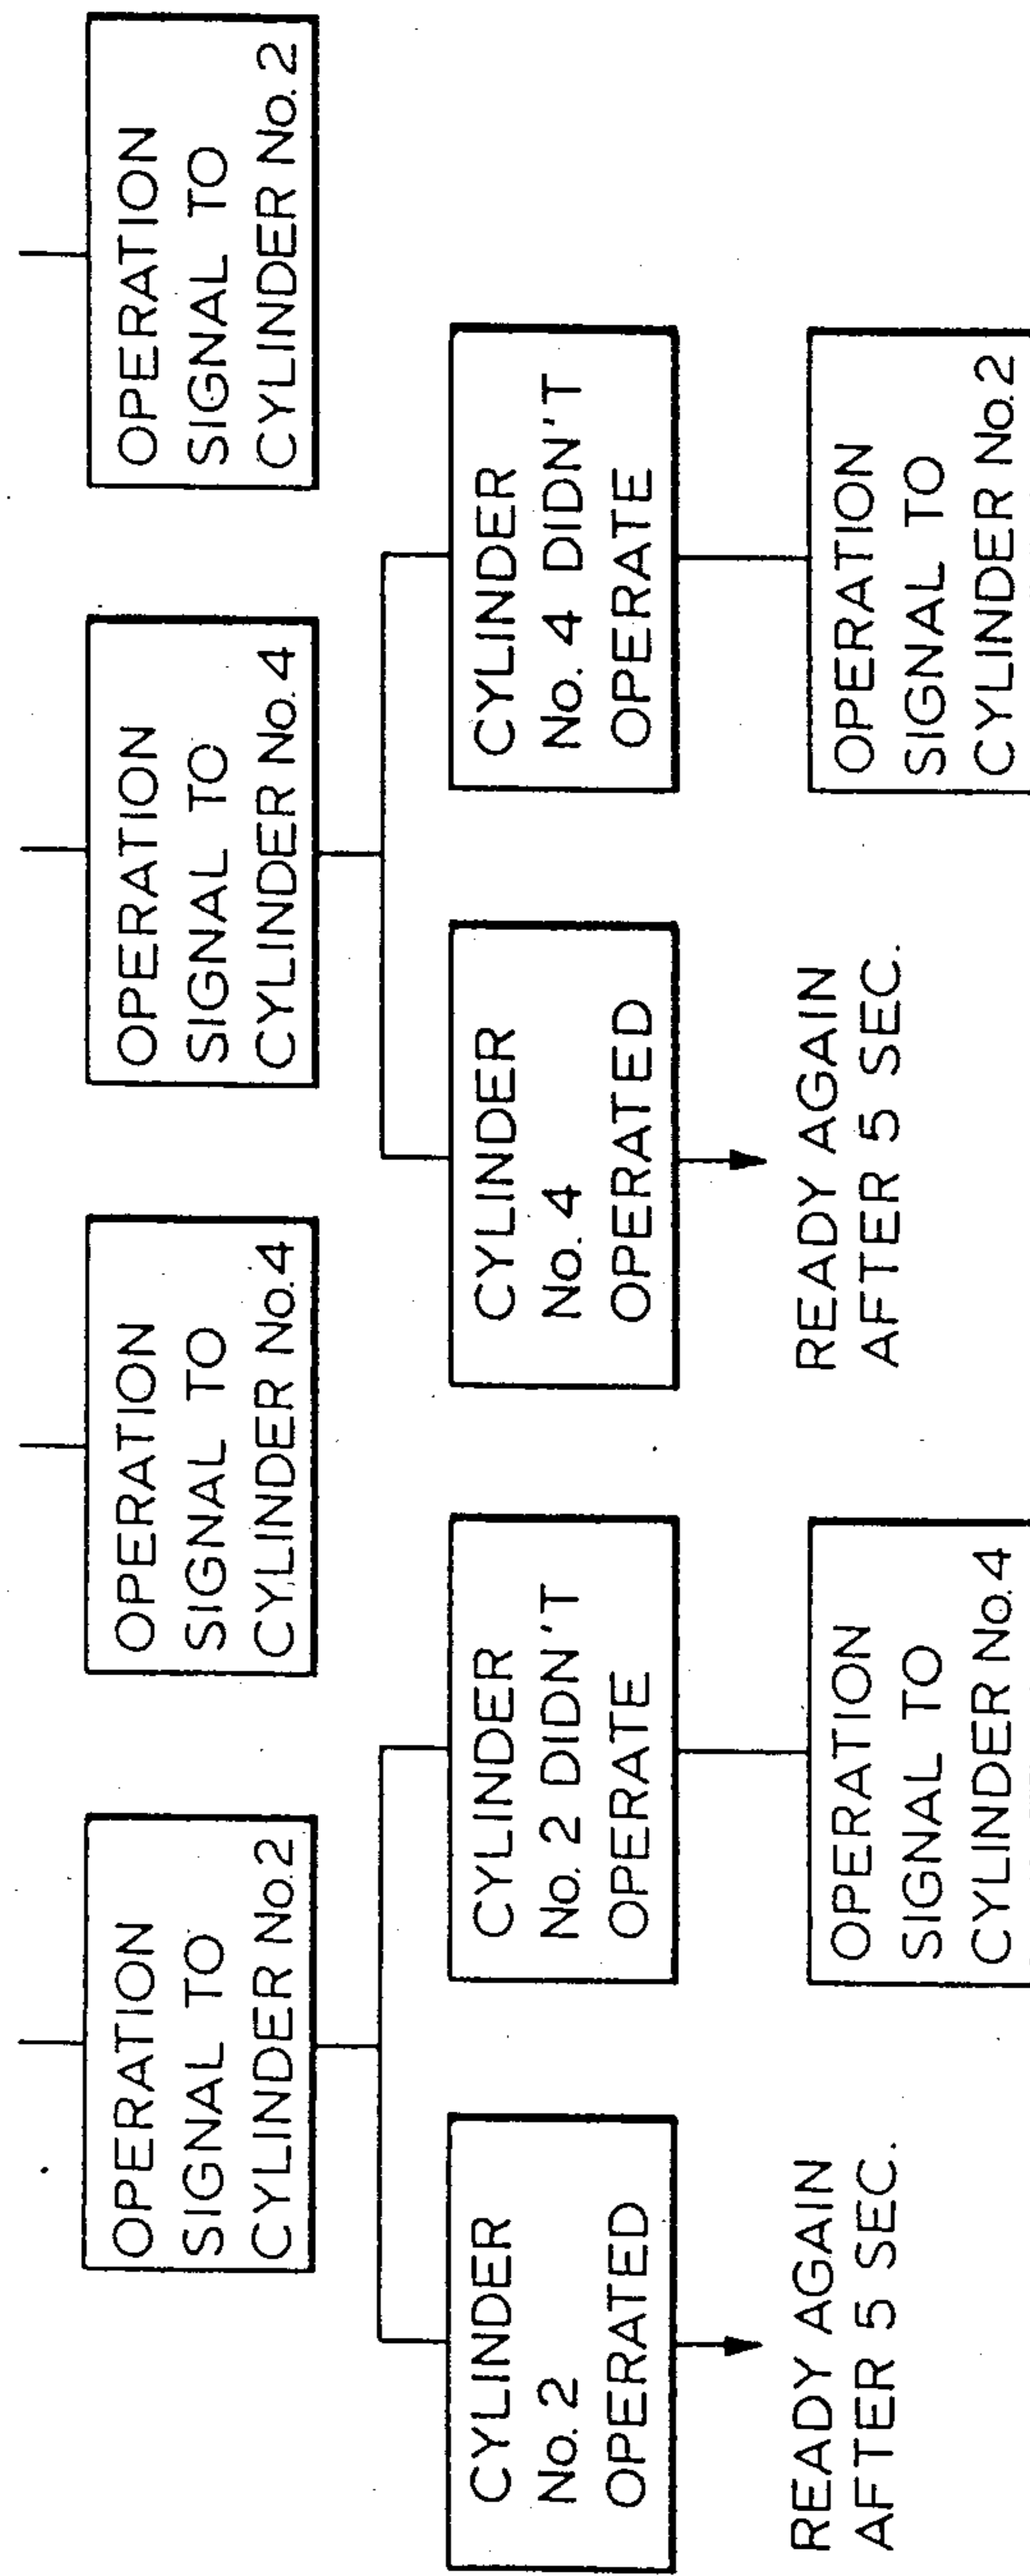 OPERATION
SIGNAL TO
CYLINDER No.2
OPERATION
SIGNAL TO
CYLINDER No.4
OPERATION
SIGNAL TO
CYLINDER No.4
OPERATION
SIGNAL TO
CYLINDER No.2
CYLINDER
No.2
OPERATED
CYLINDER
No.2 DIDN'T
OPERATE
CYLINDER
No.4
OPERATED
CYLINDER
No.4 DIDN'T
OPERATE
READY AGAIN
AFTER 5 SEC.
OPERATION
SIGNAL TO
CYLINDER No.4
READY AGAIN
AFTER 5 SEC.
OPERATION
SIGNAL TO
CYLINDER No.2